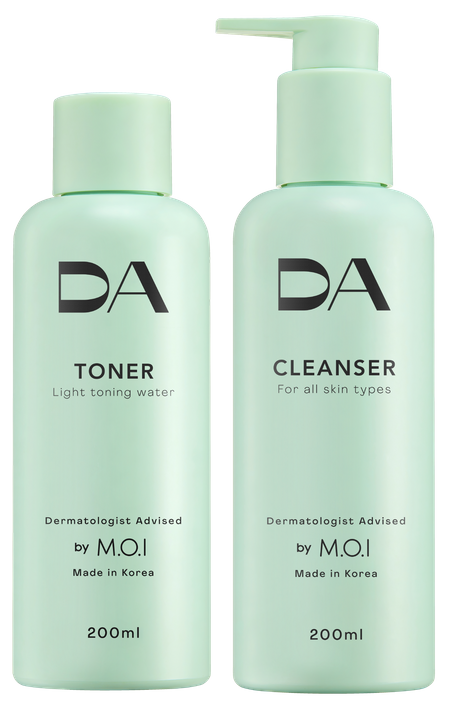 DA
TONER
Light toning water
Dermatologist Advised
by M.O.I
Made in Korea
200ml
DA
CLEANSER
For all skin types
Dermatologist Advised
by M.O.I
Made in Korea
200ml